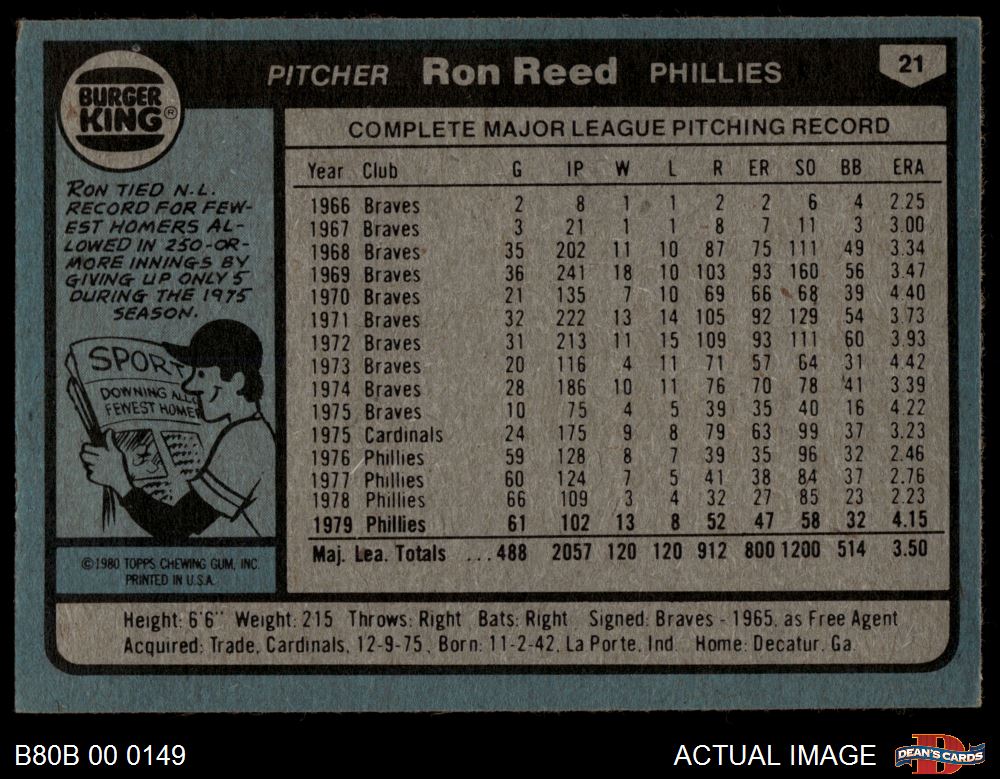 BURGER
KING®
PITCHER Ron Reed PHILLIES
21
RON TIED N.L.
RECORD FOR FEW-
EST HOMERS AL-
LOWED IN 250-OR-
MORE INNINGS BY
GIVING UP ONLY 5
DURING THE 1975
SEASON.
SPORT
DOWNING ALL
FEWEST HOMER
©1980 TOPPS CHEWING GUM, INC.
PRINTED IN U.S.A.
COMPLETE MAJOR LEAGUE PITCHING RECORD
Year Club G IP W L R ER SO BB ERA
1966 Braves 2 8 1 1 2 2 6 4 2.25
1967 Braves 3 21 1 1 8 7 11 3 3.00
1968 Braves 35 202 11 10 87 75 111 49 3.34
1969 Braves 36 241 18 10 103 93 160 56 3.47
1970 Braves 21 135 7 10 69 66 68 39 4.40
1971 Braves 32 222 13 14 105 92 129 54 3.73
1972 Braves 31 213 11 15 109 93 111 60 3.93
1973 Braves 20 116 4 11 71 57 64 31 4.42
1974 Braves 28 186 10 11 76 70 78 41 3.39
1975 Braves 10 75 4 5 39 35 40 16 4.22
1975 Cardinals 24 175 9 8 79 63 99 37 3.23
1976 Phillies 59 128 8 7 39 35 96 32 2.46
1977 Phillies 60 124 7 5 41 38 84 37 2.76
1978 Phillies 66 109 3 4 32 27 85 23 2.23
1979 Phillies 61 102 13 8 52 47 58 32 4.15
Maj. Lea. Totals ...488 2057 120 120 912 800 1200 514 3.50
Height: 6'6" Weight: 215 Throws: Right Bats: Right Signed: Braves - 1965, as Free Agent
Acquired: Trade, Cardinals, 12-9-75. Born: 11-2-42, La Porte, Ind. Home: Decatur, Ga.
B80B 00 0149
ACTUAL IMAGE
DEAN'S CARDS